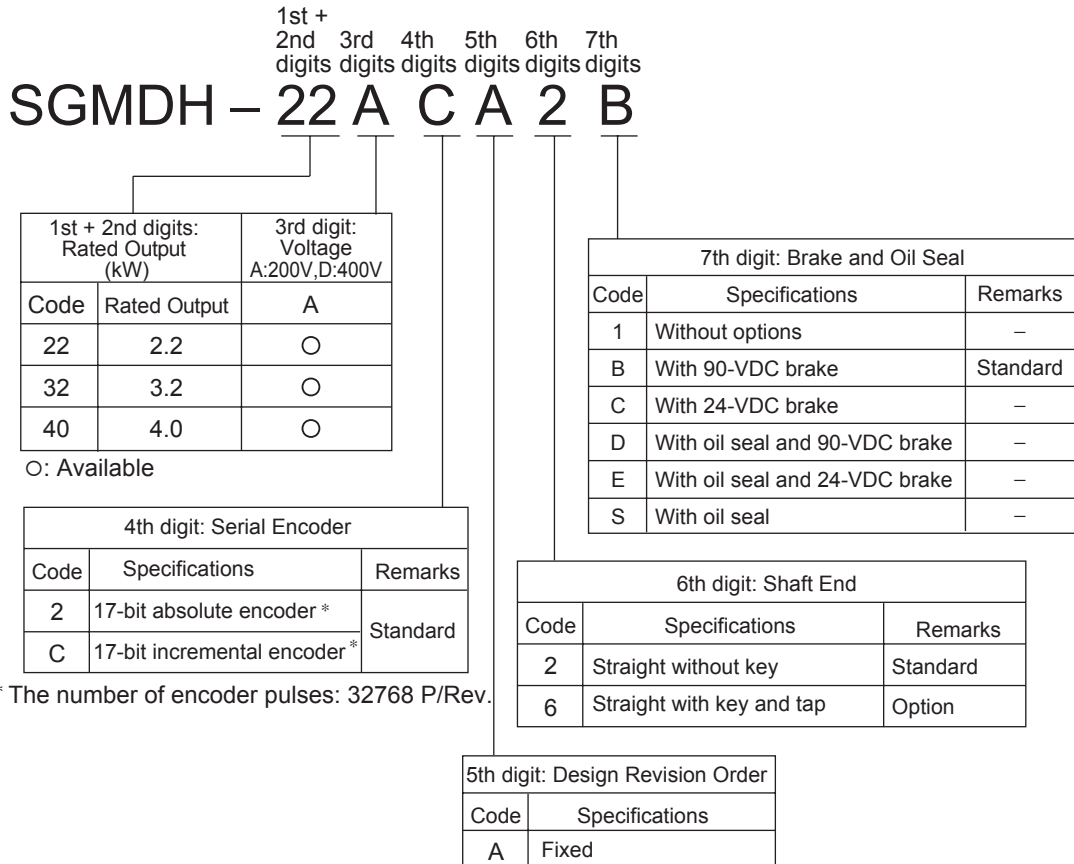 1st +
2nd 3rd 4th 5th 6th 7th
digits digits digits digits digits digits
SGMDH – 22 A C A 2 B
1st + 2nd digits:
Rated Output
(kW)
3rd digit:
Voltage
A:200V,D:400V
Code Rated Output A
22 2.2 ○
32 3.2 ○
40 4.0 ○
○: Available
7th digit: Brake and Oil Seal
Code Specifications Remarks
1 Without options –
B With 90-VDC brake Standard
C With 24-VDC brake –
D With oil seal and 90-VDC brake –
E With oil seal and 24-VDC brake –
S With oil seal –
4th digit: Serial Encoder
Code Specifications Remarks
2 17-bit absolute encoder *
Standard
C 17-bit incremental encoder *
* The number of encoder pulses: 32768 P/Rev.
6th digit: Shaft End
Code Specifications Remarks
2 Straight without key Standard
6 Straight with key and tap Option
5th digit: Design Revision Order
Code Specifications
A Fixed